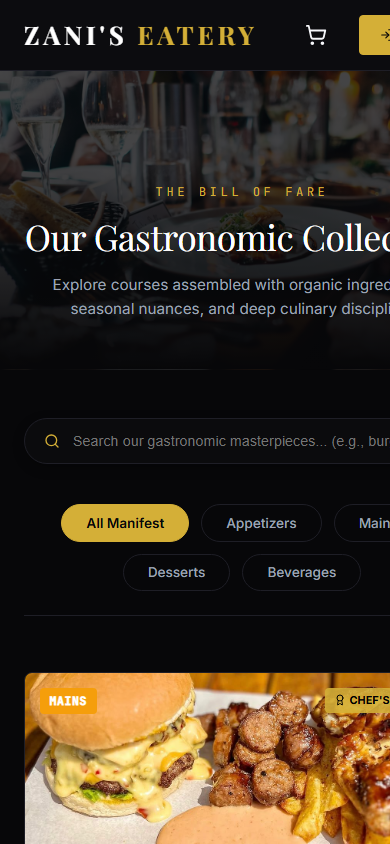 ZANI'S EATERY
THE BILL OF FARE
Our Gastronomic Collec
Explore courses assembled with organic ingred
seasonal nuances, and deep culinary discipli
Search our gastronomic masterpieces... (e.g., bur
All Manifest
Appetizers
Main
Desserts
Beverages
MAINS
CHEF'S